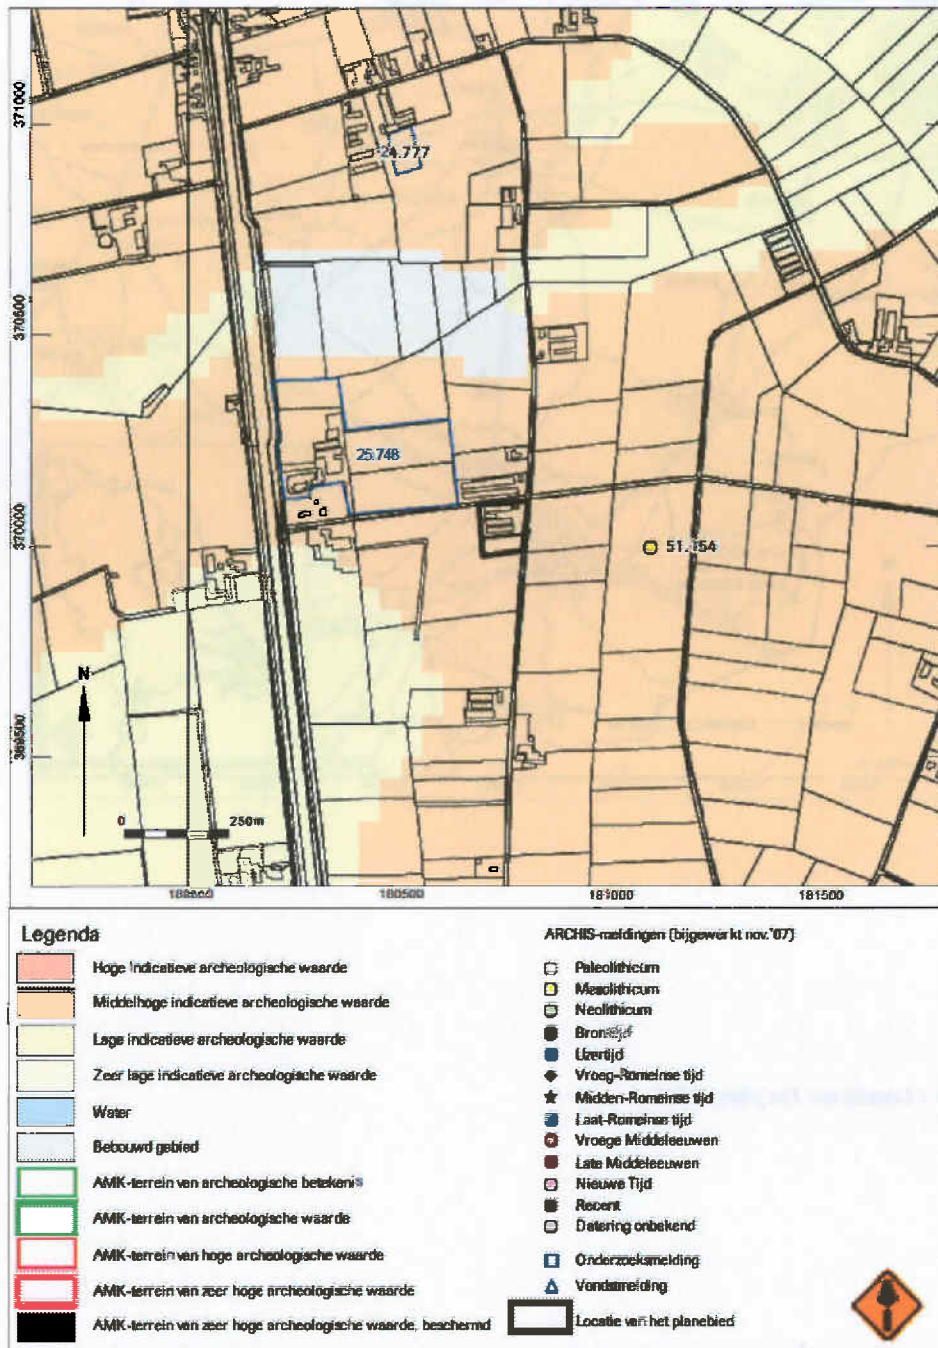 371000
24.777
370500
25.748
370000
51.154
N
369500
0 250m
180500 181000 181500
Legenda
Hoge indicatieve archeologische waarde
Middelhoge indicatieve archeologische waarde
Lage indicatieve archeologische waarde
Zeer lage indicatieve archeologische waarde
Water
Bebouwd gebied
AMK-terrein van archeologische betekenis
AMK-terrein van archeologische waarde
AMK-terrein van hoge archeologische waarde
AMK-terrein van zeer hoge archeologische waarde
AMK-terrein van zeer hoge archeologische waarde, beschermd
ARCHIS-meldingen (bijgewerkt nov. '07)
Paleolithicum
Mesolithicum
Neolithicum
Bronstijd
IJzertijd
Vroeg-Romeinse tijd
Midden-Romeinse tijd
Laat-Romeinse tijd
Vroege Middeleeuwen
Late Middeleeuwen
Nieuwe Tijd
Recent
Datering onbekend
Onderzoeksmelding
Vondstmelding
Locatie van het planebied